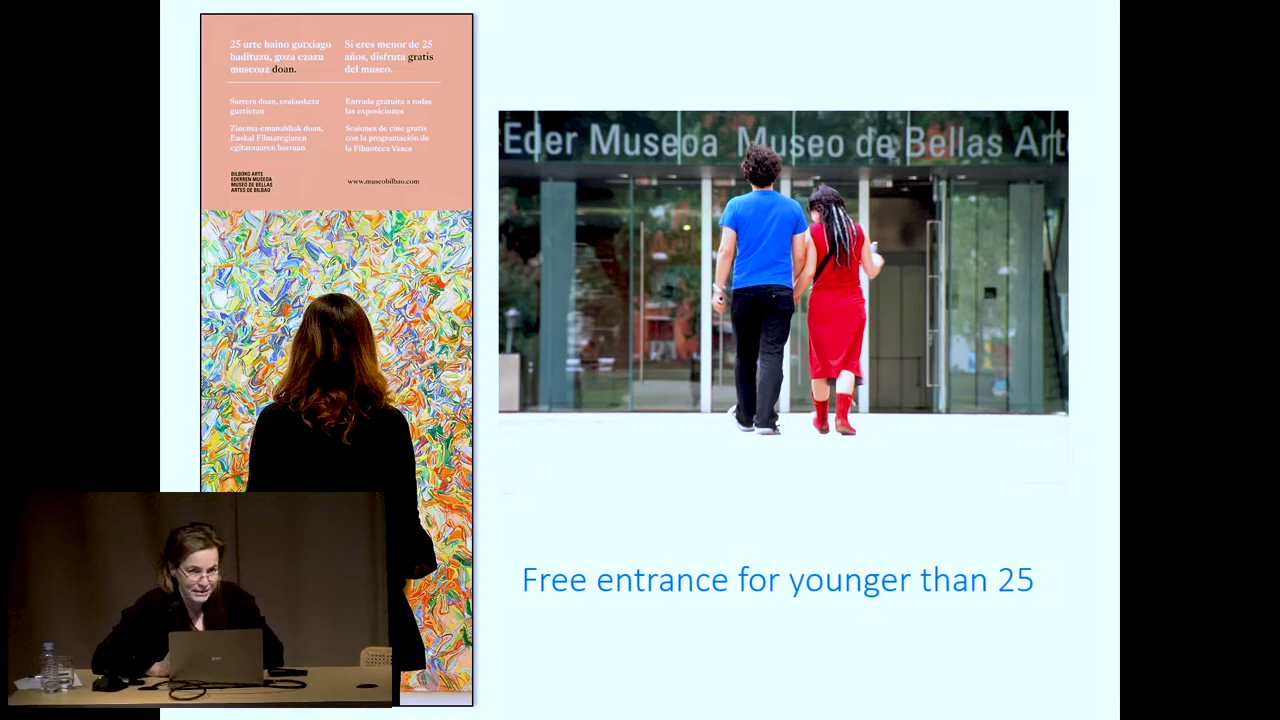 25 urte baino gutxiago
badituzu, goza ezazu
museoaz doan.
Si eres menor de 25
años, disfruta gratis
del museo.
Sarrera doan, erakusketa
guztietan
Zinema-emanaldiak doan,
Euskal Filmategiaren
egitarauaren barruan
Entrada gratuita a todas
las exposiciones
Sesiones de cine gratis
con la programación de
la Filmoteca Vasca
BILBOKO ARTE
EDERREN MUSEOA
MUSEO DE BELLAS
ARTES DE BILBAO
www.museobilbao.com
Eder Museoa Museo de Bellas Arte
Free entrance for younger than 25